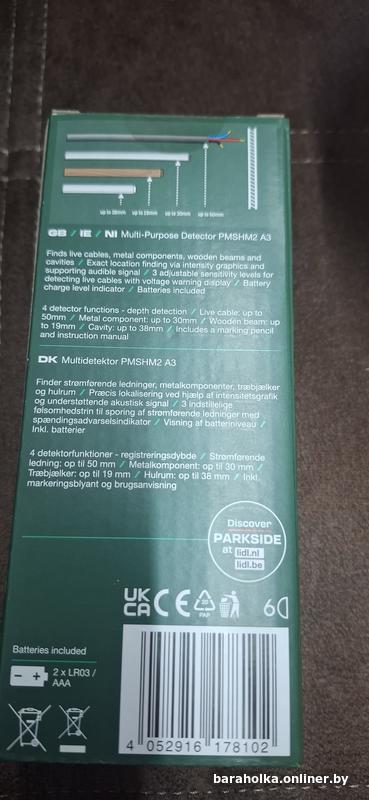 up to 38mm up to 19mm up to 30mm up to 50mm
GB / IE / NI Multi-Purpose Detector PMSHM2 A3
Finds live cables, metal components, wooden beams and
cavities / Exact location finding via intensity graphics and
supporting audible signal / 3 adjustable sensitivity levels for
detecting live cables with voltage warning display / Battery
charge level indicator / Batteries included
4 detector functions - depth detection / Live cable: up to
50mm / Metal component: up to 30mm / Wooden beam: up
to 19mm / Cavity: up to 38mm / Includes a marking pencil
and instruction manual
DK Multidetektor PMSHM2 A3
Finder strømførende ledninger, metalkomponenter, træbjælker
og hulrum / Præcis lokalisering ved hjælp af intensitetsgrafik
og understøttende akustisk signal / 3 indstillelige
følsomhedstrin til sporing af strømførende ledninger med
spændingsadvarselsindikator / Visning af batteriniveau /
Inkl. batterier
4 detektorfunktioner - registreringsdybde / Strømførende
ledning: op til 50 mm / Metalkomponent: op til 30 mm /
Træbjælker: op til 19 mm / Hulrum: op til 38 mm / Inkl.
markeringsblyant og brugsanvisning
Discover
PARKSIDE
at lidl.nl
lidl.be
UK
CA CE 20 PAP
Batteries included
2 x LR03 /
AAA
4 052916 178102
baraholka.onliner.by